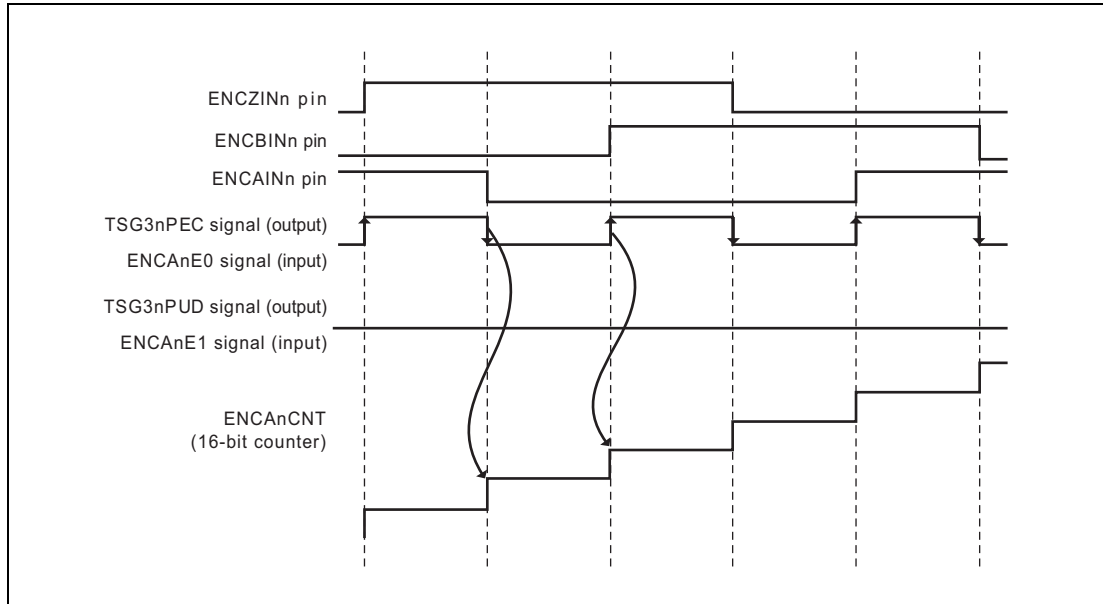 ENCZINn pin
ENCBINn pin
ENCAINn pin
TSG3nPEC signal (output)
ENCAnE0 signal (input)
TSG3nPUD signal (output)
ENCAnE1 signal (input)
ENCAnCNT
(16-bit counter)